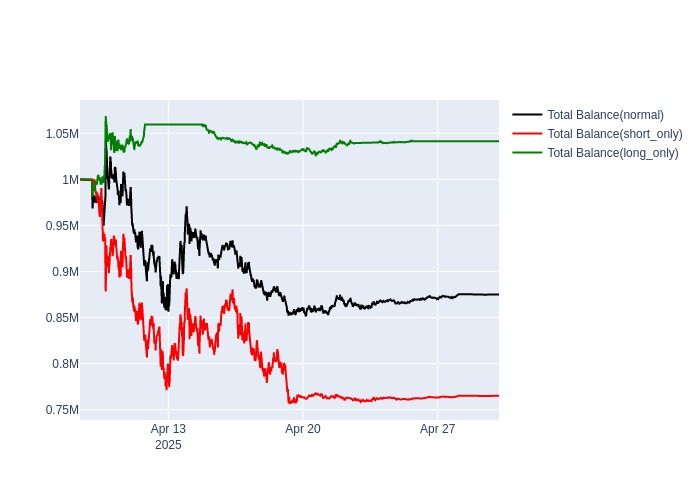 1.05M
1M
0.95M
0.9M
0.85M
0.8M
0.75M
Apr 13
2025
Apr 20
Apr 27
Total Balance(normal)
Total Balance(short_only)
Total Balance(long_only)